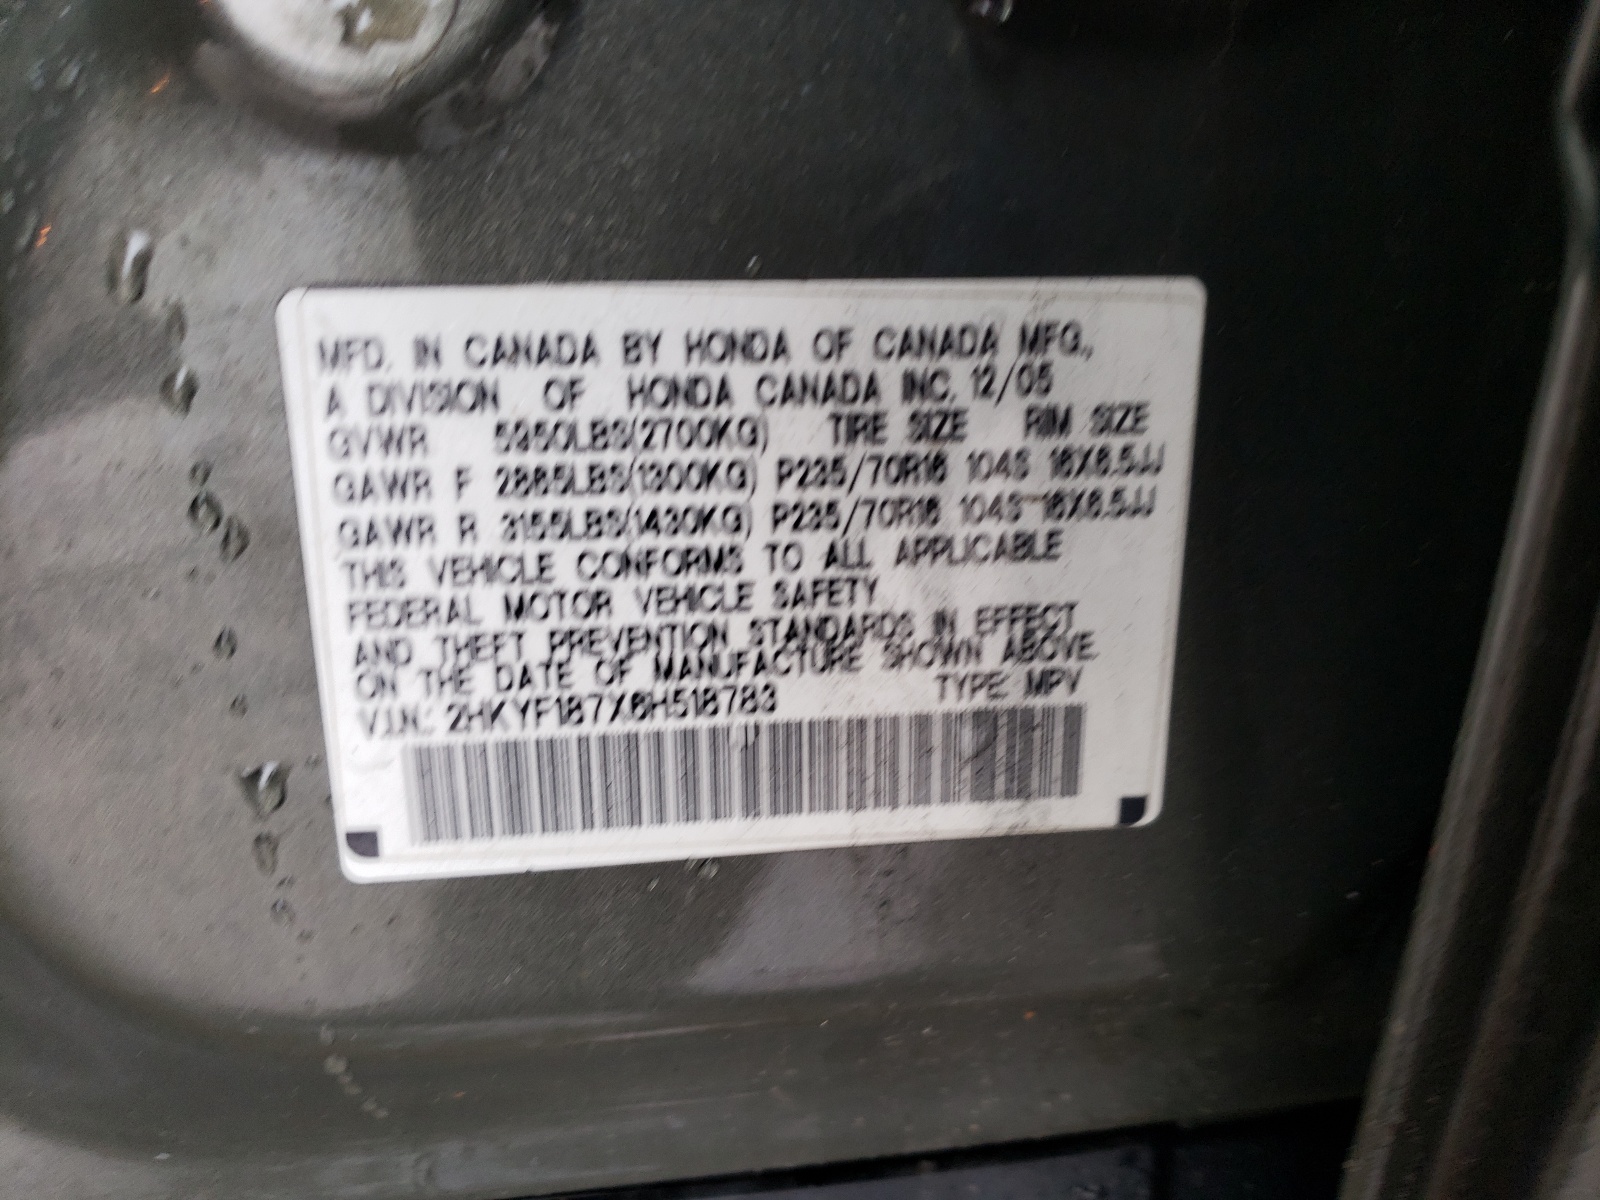 MFD. IN CANADA BY HONDA OF CANADA MFG.,
A DIVISION OF HONDA CANADA INC. 12/05
GVWR 5950LBS(2700KG) TIRE SIZE RIM SIZE
GAWR F 2865LBS(1300KG) P235/70R16 104S 16X6.5JJ
GAWR R 3155LBS(1430KG) P235/70R16 104S 16X6.5JJ
THIS VEHICLE CONFORMS TO ALL APPLICABLE
FEDERAL MOTOR VEHICLE SAFETY
AND THEFT PREVENTION STANDARDS IN EFFECT
ON THE DATE OF MANUFACTURE SHOWN ABOVE.
V.I.N.: 2HKYF187X6H518783 TYPE: MPV